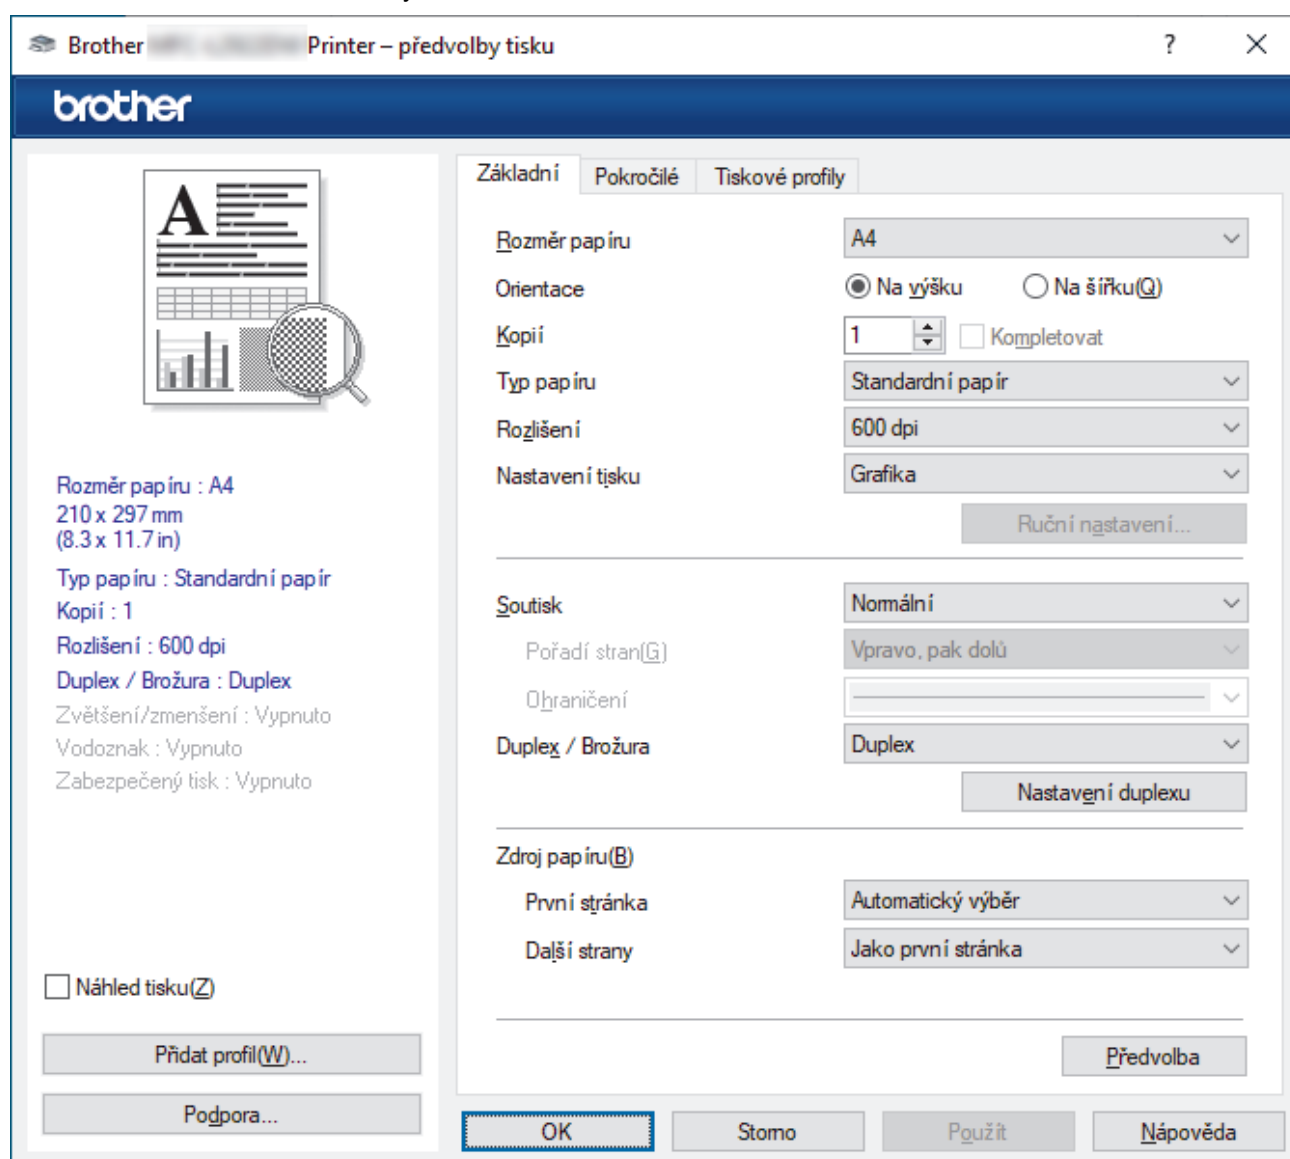 Brother Printer – předvolby tisku
?
brother
A
Rozměr papíru : A4
210 x 297 mm
(8.3 x 11.7 in)
Typ papíru : Standardní papír
Kopií : 1
Rozlišení : 600 dpi
Duplex / Brožura : Duplex
Zvětšení/zmenšení : Vypnuto
Vodoznak : Vypnuto
Zabezpečený tisk : Vypnuto
Náhled tisku(Z)
Přidat profil(W)...
Podpora...
Základní Pokročilé Tiskové profily
Rozměr papíru A4
Orientace Na výšku Na šířku(Q)
Kopií 1 Kompletovat
Typ papíru Standardní papír
Rozlišení 600 dpi
Nastavení tisku Grafika
Ruční nastavení...
Soutisk Normální
Pořadí stran(G) Vpravo, pak dolů
Ohraničení
Duplex / Brožura Duplex
Nastavení duplexu
Zdroj papíru(B)
První stránka Automatický výběr
Další strany Jako první stránka
Předvolba
OK Storno Použít Nápověda